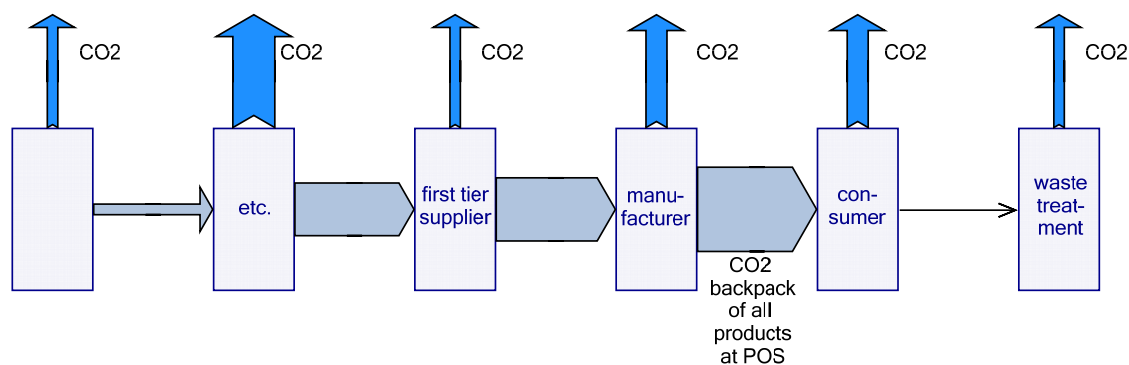 CO2
CO2
CO2
CO2
CO2
CO2
etc.
first tier
supplier
manu-
facturer
con-
sumer
waste
treat-
ment
CO2
backpack
of all
products
at POS